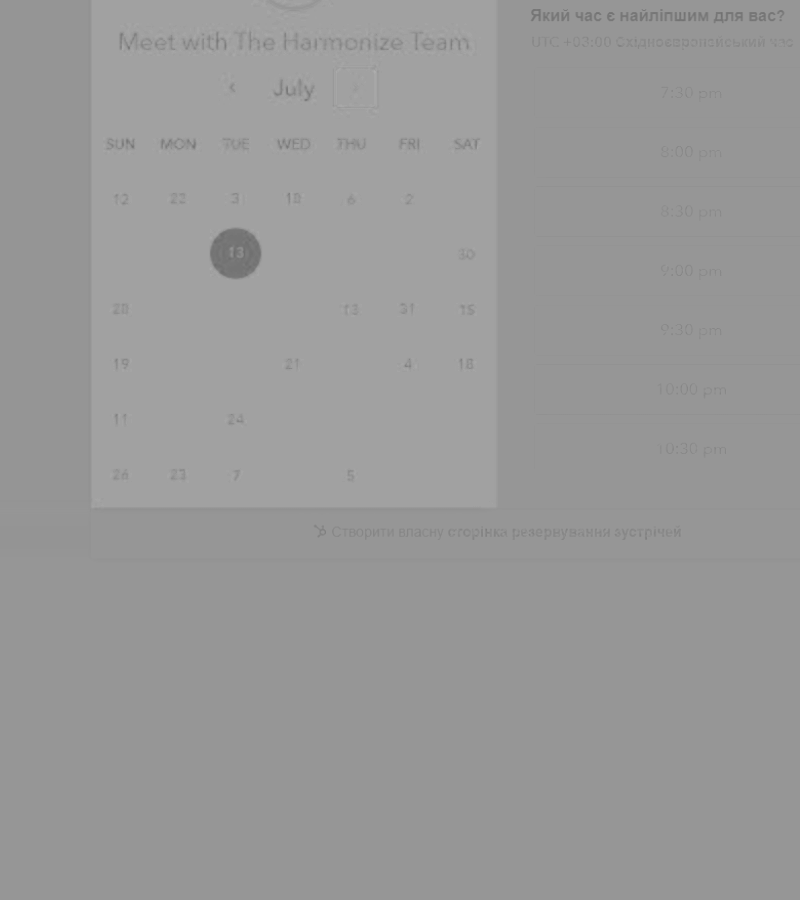 Meet with The Harmonize Team
July
SUN MON TUE WED THU FRI SAT
12 22 3 10 6 2
13 30
28 13 31 15
19 21 4 18
11 24
26 23 7 5
Який час є найліпшим для вас?
UTC +03:00 Східноєвропейський час
7:30 pm
8:00 pm
8:30 pm
9:00 pm
9:30 pm
10:00 pm
10:30 pm
Створити власну сторінка резервування зустрічей